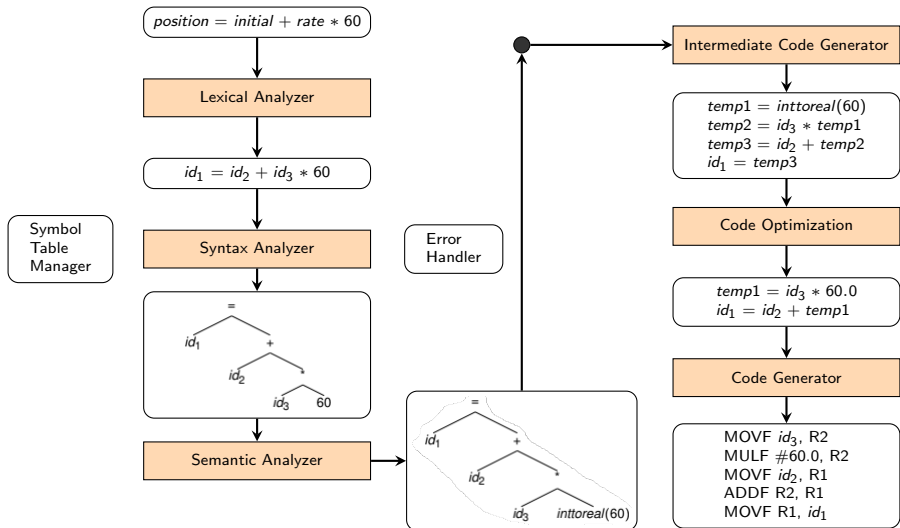 position = initial + rate * 60
Lexical Analyzer
id₁ = id₂ + id₃ * 60
Symbol
Table
Manager
Syntax Analyzer
=
id₁
+
id₂
*
id₃ 60
Semantic Analyzer
Error
Handler
=
id₁
+
id₂
*
id₃ inttoreal(60)
Intermediate Code Generator
temp1 = inttoreal(60)
temp2 = id₃ * temp1
temp3 = id₂ + temp2
id₁ = temp3
Code Optimization
temp1 = id₃ * 60.0
id₁ = id₂ + temp1
Code Generator
MOVF id₃, R2
MULF #60.0, R2
MOVF id₂, R1
ADDF R2, R1
MOVF R1, id₁